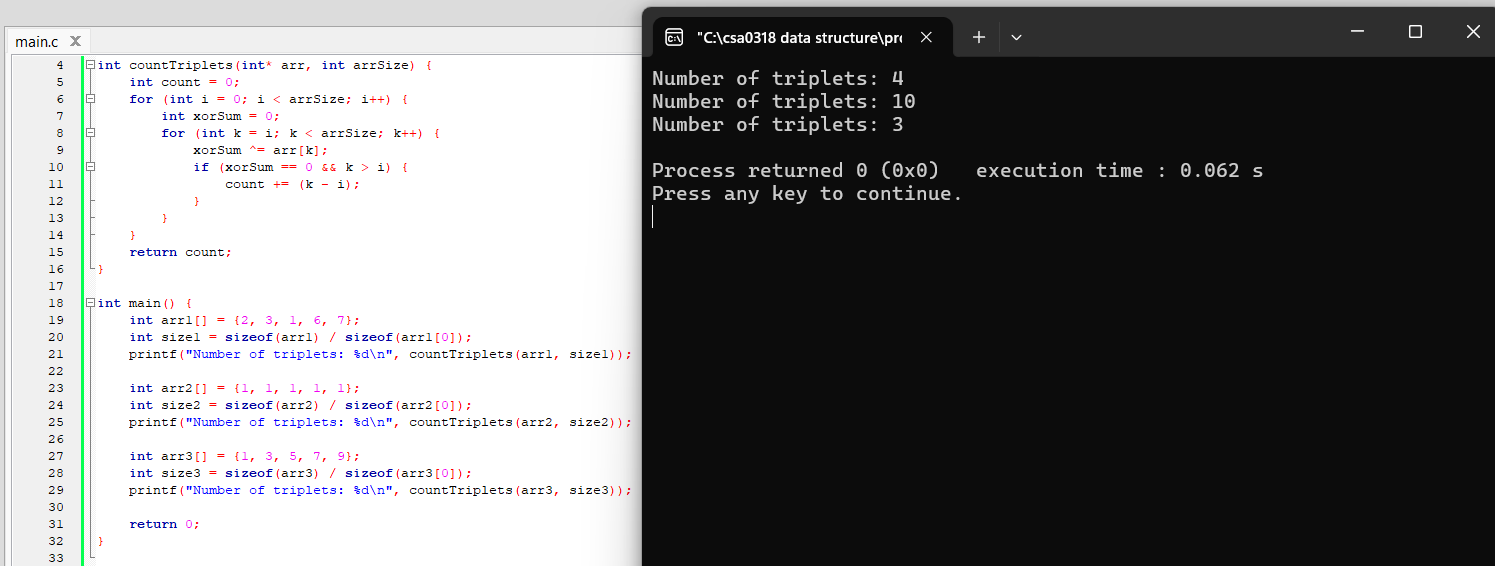 main.c
4 int countTriplets(int* arr, int arrSize) {
5 int count = 0;
6 for (int i = 0; i < arrSize; i++) {
7 int xorSum = 0;
8 for (int k = i; k < arrSize; k++) {
9 xorSum ^= arr[k];
10 if (xorSum == 0 && k > i) {
11 count += (k - i);
12 }
13 }
14 }
15 return count;
16 }
17
18 int main() {
19 int arr1[] = {2, 3, 1, 6, 7};
20 int size1 = sizeof(arr1) / sizeof(arr1[0]);
21 printf("Number of triplets: %d\n", countTriplets(arr1, size1));
22
23 int arr2[] = {1, 1, 1, 1, 1};
24 int size2 = sizeof(arr2) / sizeof(arr2[0]);
25 printf("Number of triplets: %d\n", countTriplets(arr2, size2));
26
27 int arr3[] = {1, 3, 5, 7, 9};
28 int size3 = sizeof(arr3) / sizeof(arr3[0]);
29 printf("Number of triplets: %d\n", countTriplets(arr3, size3));
30
31 return 0;
32 }
33
"C:\csa0318 data structure\pro
Number of triplets: 4
Number of triplets: 10
Number of triplets: 3
Process returned 0 (0x0) execution time : 0.062 s
Press any key to continue.